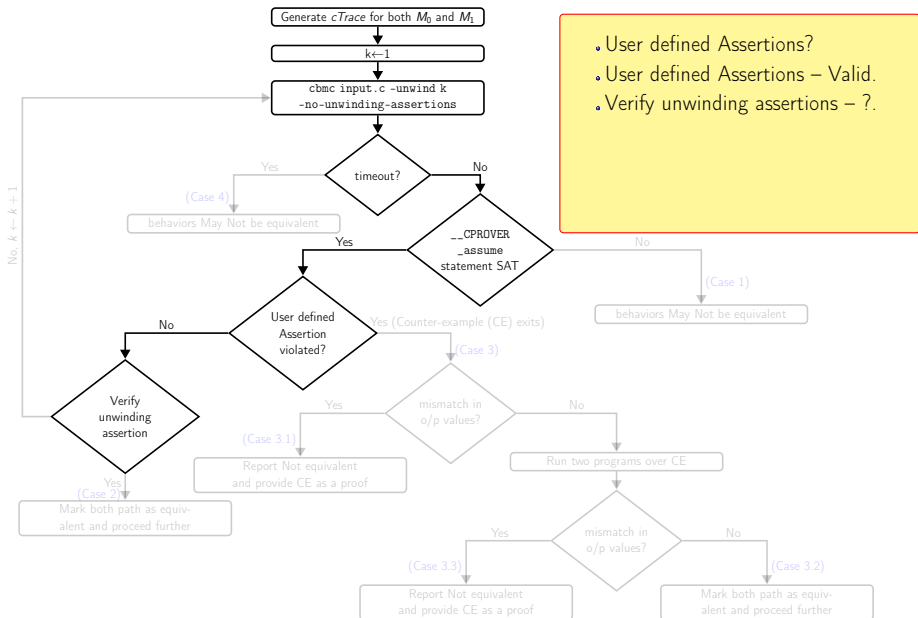 Generate cTrace for both M₀ and M₁
k←1
cbmc input.c -unwind k
-no-unwinding-assertions
User defined Assertions?
User defined Assertions – Valid.
Verify unwinding assertions – ?.
timeout?
Yes
No
(Case 4)
behaviors May Not be equivalent
__CPROVER
_assume
statement SAT
Yes
No
(Case 1)
behaviors May Not be equivalent
No, k ← k + 1
User defined
Assertion
violated?
No
Yes (Counter-example (CE) exits)
(Case 3)
Verify
unwinding
assertion
Yes
(Case 2)
Mark both path as equiv-
alent and proceed further
mismatch in
o/p values?
Yes
No
(Case 3.1)
Report Not equivalent
and provide CE as a proof
Run two programs over CE
mismatch in
o/p values?
Yes
No
(Case 3.3)
(Case 3.2)
Report Not equivalent
and provide CE as a proof
Mark both path as equiv-
alent and proceed further